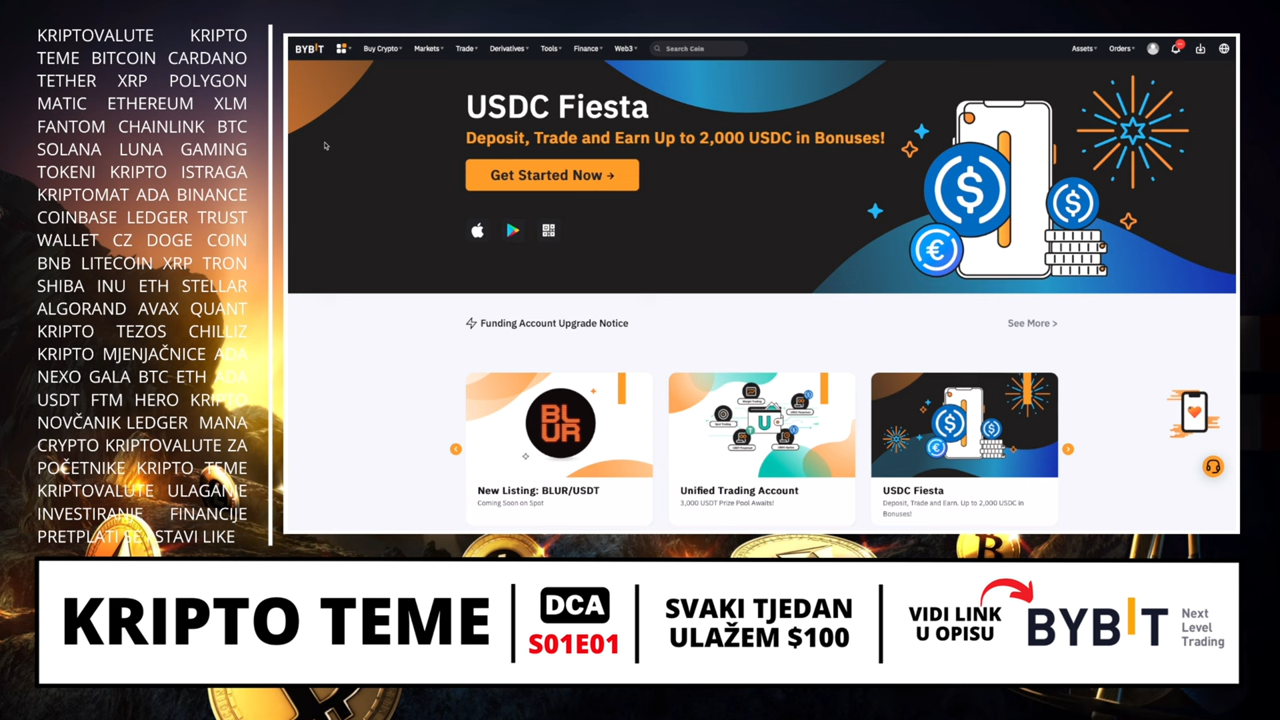 KRIPTOVALUTE KRIPTO
TEME BITCOIN CARDANO
TETHER XRP POLYGON
MATIC ETHEREUM XLM
FANTOM CHAINLINK BTC
SOLANA LUNA GAMING
TOKENI KRIPTO ISTRAGA
KRIPTOMAT ADA BINANCE
COINBASE LEDGER TRUST
WALLET CZ DOGE COIN
BNB LITECOIN XRP TRON
SHIBA INU ETH STELLAR
ALGORAND AVAX QUANT
KRIPTO TEZOS CHILLIZ
KRIPTO MJENJAČNICE ADA
NEXO GALA BTC ETH ADA
USDT FTM HERO KRIPTO
NOVČANIK LEDGER MANA
CRYPTO KRIPTOVALUTE ZA
POČETNIKE KRIPTO TEME
KRIPTOVALUTE ULAGANJE
INVESTIRANJE FINANCIJE
PRETPLATI SE I STAVI LIKE
BYBIT Buy Crypto Markets Trade Derivatives Tools Finance Web3 Search Coin Assets Orders
USDC Fiesta
Deposit, Trade and Earn Up to 2,000 USDC in Bonuses!
Get Started Now →
Funding Account Upgrade Notice See More >
BL
UR
New Listing: BLUR/USDT
Coming Soon on Spot
Unified Trading Account
3,000 USDT Prize Pool Awaits!
USDC Fiesta
Deposit, Trade and Earn. Up to 2,000 USDC in
Bonuses!
KRIPTO TEME
DCA
S01E01
SVAKI TJEDAN
ULAŽEM $100
VIDI LINK
U OPISU
BYBIT
Next
Level
Trading